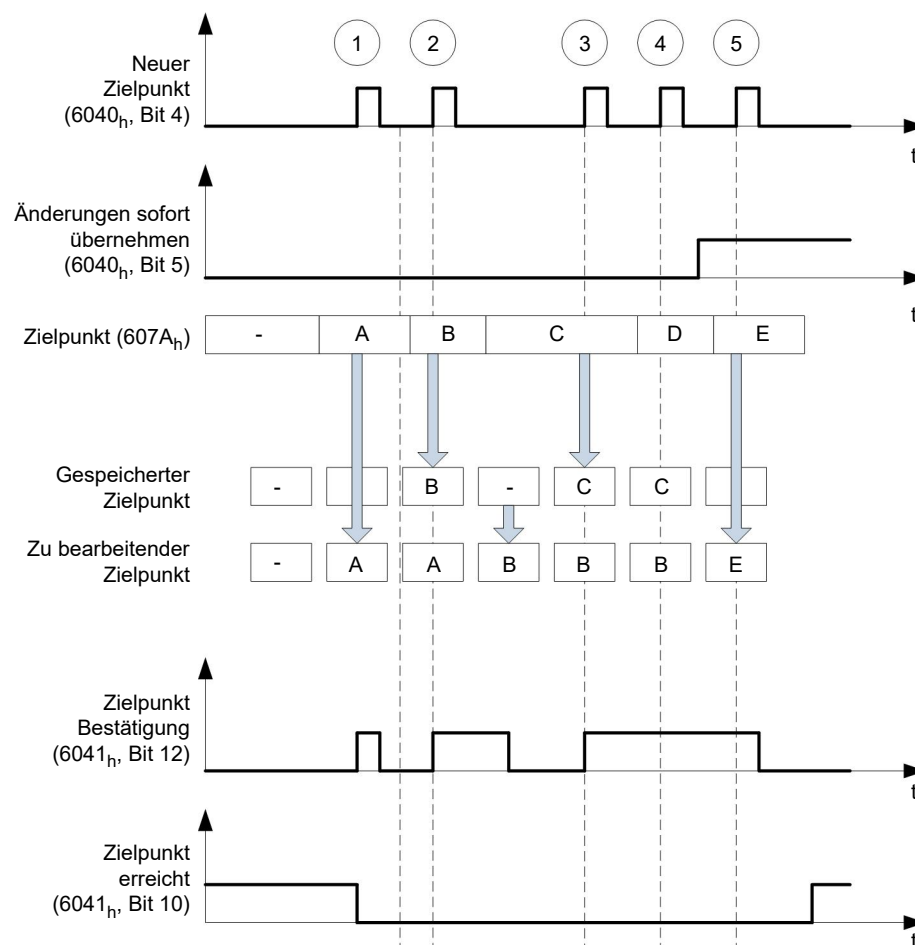 1 2 3 4 5
Neuer
Zielpunkt
(6040h, Bit 4)
t
Änderungen sofort
übernehmen
(6040h, Bit 5)
t
Zielpunkt (607Ah)
- A B C D E
Gespeicherter
Zielpunkt
- B - C C
Zu bearbeitender
Zielpunkt
- A A B B B E
Zielpunkt
Bestätigung
(6041h, Bit 12)
t
Zielpunkt
erreicht
(6041h, Bit 10)
t